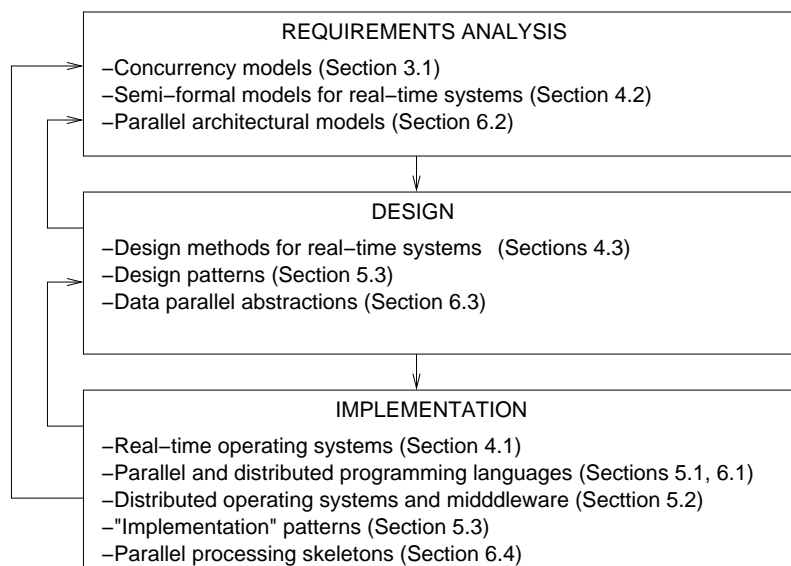 REQUIREMENTS ANALYSIS
−Concurrency models (Section 3.1)
−Semi−formal models for real−time systems (Section 4.2)
−Parallel architectural models (Section 6.2)
DESIGN
−Design methods for real−time systems (Sections 4.3)
−Design patterns (Section 5.3)
−Data parallel abstractions (Section 6.3)
IMPLEMENTATION
−Real−time operating systems (Section 4.1)
−Parallel and distributed programming languages (Sections 5.1, 6.1)
−Distributed operating systems and midddleware (Secttion 5.2)
−"Implementation" patterns (Section 5.3)
−Parallel processing skeletons (Section 6.4)